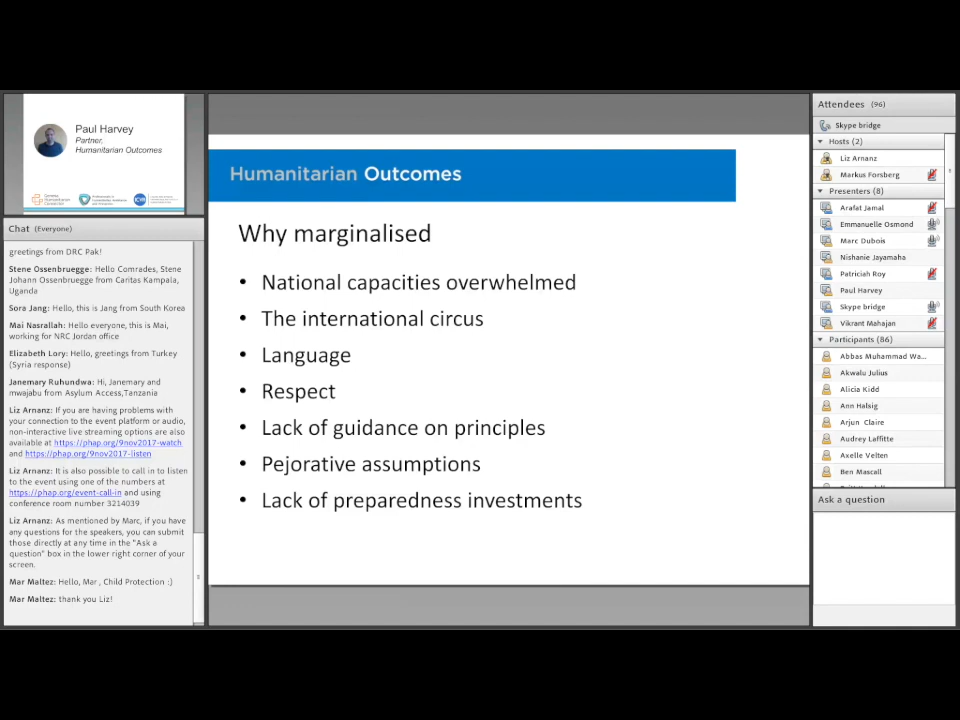 Paul Harvey
Partner,
Humanitarian Outcomes
Chat (Everyone)
greetings from DRC Pak!
Stene Ossenbruegge: Hello Comrades, Stene
Johann Ossenbruegge from Caritas Kampala,
Uganda
Sora Jang: Hello, this is Jang from South Korea
Mai Nasrallah: Hello everyone, this is Mai,
working for NRC Jordan office
Elizabeth Lory: Hello, greetings from Turkey
(Syria response)
Janemary Ruhundwa: Hi, Janemary and
mwajabu from Asylum Access,Tanzania
Liz Arnanz: If you are having problems with
your connection to the event platform or audio,
non-interactive live streaming options are also
available at https://phap.org/9nov2017-watch
and https://phap.org/9nov2017-listen
Liz Arnanz: It is also possible to call in to listen
to the event using one of the numbers at
https://phap.org/event-call-in and using
conference room number 3214039
Liz Arnanz: As mentioned by Marc, if you have
any questions for the speakers, you can submit
those directly at any time in the "Ask a
question" box in the lower right corner of your
screen.
Mar Maltez: Hello, Mar , Child Protection :)
Mar Maltez: thank you Liz!
Humanitarian Outcomes
Why marginalised
• National capacities overwhelmed
• The international circus
• Language
• Respect
• Lack of guidance on principles
• Pejorative assumptions
• Lack of preparedness investments
Attendees (96)
Skype bridge
Hosts (2)
Liz Arnanz
Markus Forsberg
Presenters (8)
Arafat Jamal
Emmanuelle Osmond
Marc Dubois
Nishanie Jayamaha
Patriciah Roy
Paul Harvey
Skype bridge
Vikrant Mahajan
Participants (86)
Abbas Muhammad Wa...
Akwalu Julius
Alicia Kidd
Ann Halsig
Arjun Claire
Audrey Laffitte
Axelle Velten
Ben Mascall
Ask a question